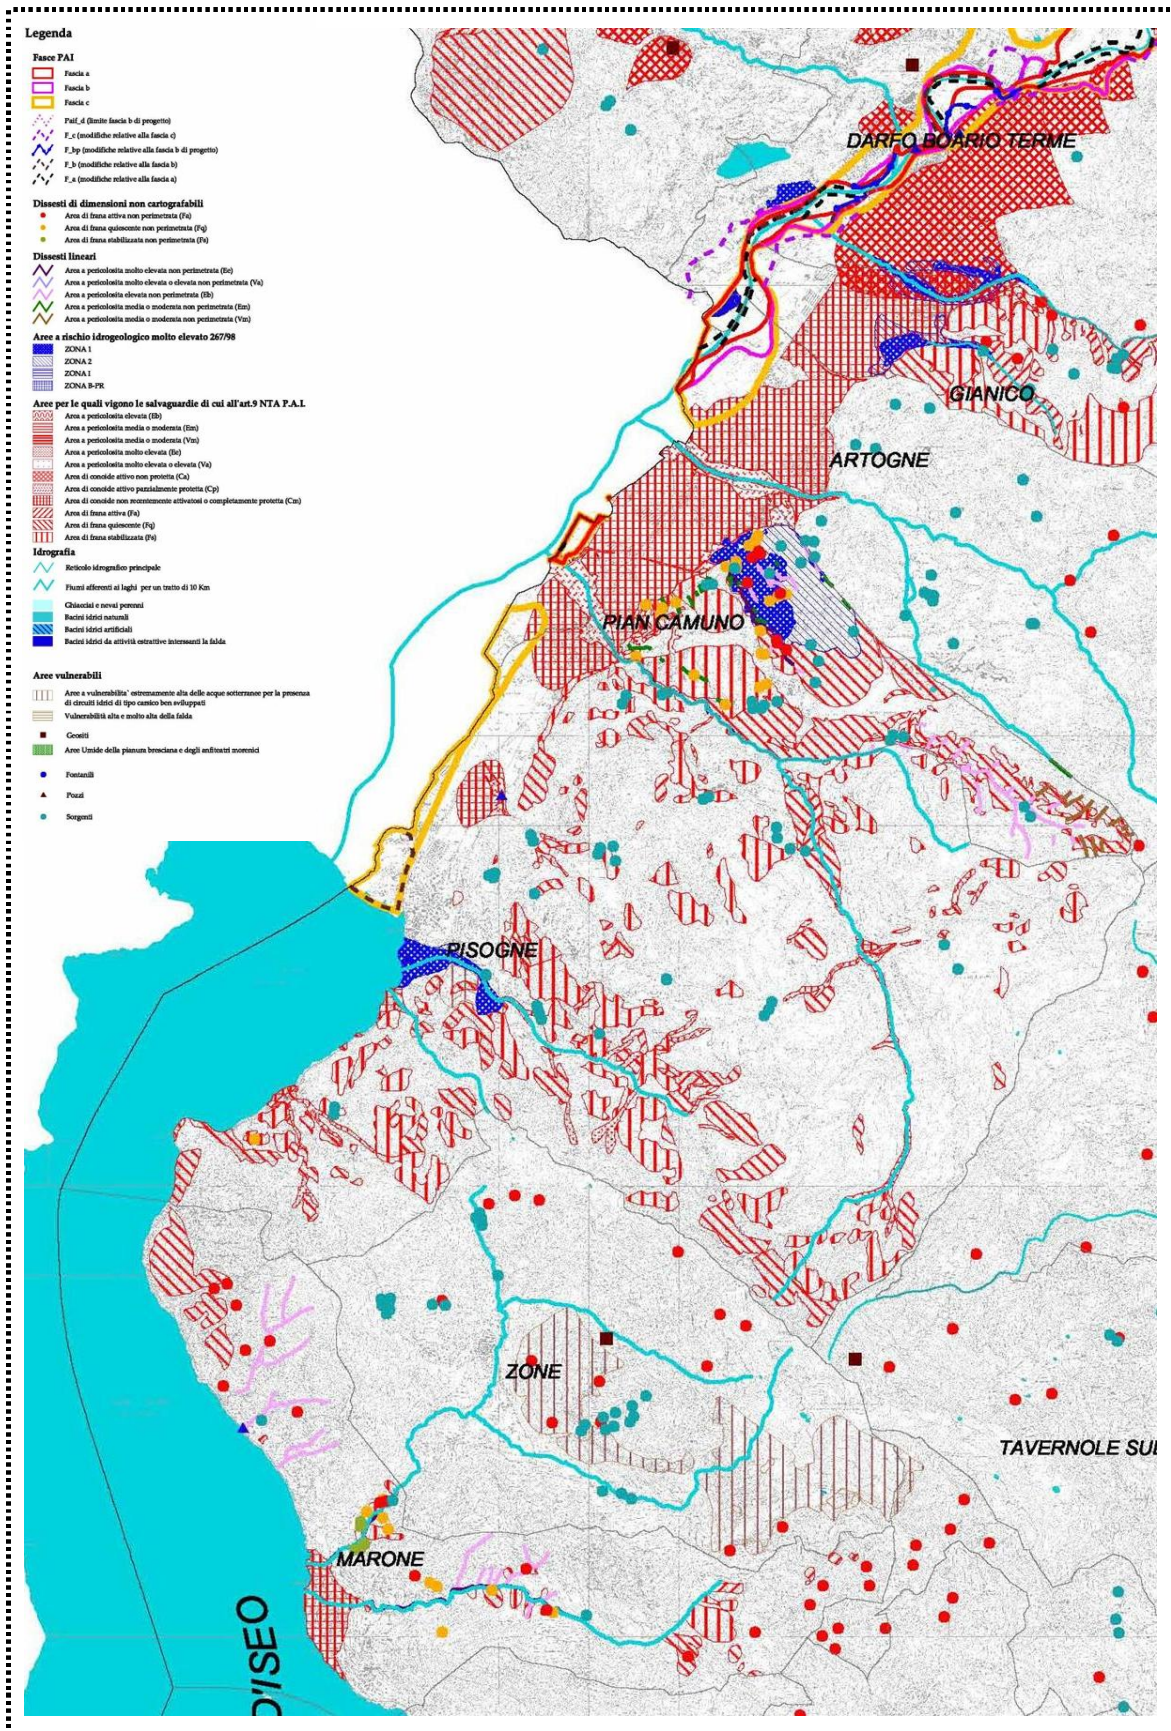 Legenda
Fasce PAI
Fascia a
Fascia b
Fascia c
Paif_d (limite fascia b di progetto)
F_c (modifiche relative alla fascia c)
F_bp (modifiche relative alla fascia b di progetto)
F_b (modifiche relative alla fascia b)
F_a (modifiche relative alla fascia a)
Dissesti di dimensioni non cartografabili
Area di frana attiva non perimetrata (Fa)
Area di frana quiescente non perimetrata (Fq)
Area di frana stabilizzata non perimetrata (Fs)
Dissesti lineari
Area a pericolosita molto elevata non perimetrata (Ee)
Area a pericolosita molto elevata o elevata non perimetrata (Va)
Area a pericolosita elevata non perimetrata (Eb)
Area a pericolosita media o moderata non perimetrata (Em)
Area a pericolosita media o moderata non perimetrata (Vm)
Aree a rischio idrogeologico molto elevato 267/98
ZONA 1
ZONA 2
ZONA I
ZONA B-PR
Aree per le quali vigono le salvaguardie di cui all'art.9 NTA P.A.I.
Area a pericolosita elevata (Eb)
Area a pericolosita media o moderata (Em)
Area a pericolosita media o moderata (Vm)
Area a pericolosita molto elevata (Ee)
Area a pericolosita molto elevata o elevata (Va)
Area di conoide attivo non protetta (Ca)
Area di conoide attivo parzialmente protetta (Cp)
Area di conoide non recentemente attivatosi o completamente protetta (Cm)
Area di frana attiva (Fa)
Area di frana quiescente (Fq)
Area di frana stabilizzata (Fs)
Idrografia
Reticolo idrografico principale
Fiumi afferenti ai laghi per un tratto di 10 Km
Ghiacciai e nevai perenni
Bacini idrici naturali
Bacini idrici artificiali
Bacini idrici da attività estrattive interssanti la falda
Aree vulnerabili
Aree a vulnerabilita' estremamente alta delle acque sotterranee per la presenza
di circuiti idrici di tipo carsico ben sviluppati
Vulnerabilità alta e molto alta della falda
Geositi
Aree Umide della pianura bresciana e degli anfiteatri morenici
Fontanili
Pozzi
Sorgenti
DARFO BOARIO TERME
GIANICO
ARTOGNE
PIAN CAMUNO
PISOGNE
ZONE
TAVERNOLE SU
MARONE
D'ISEO